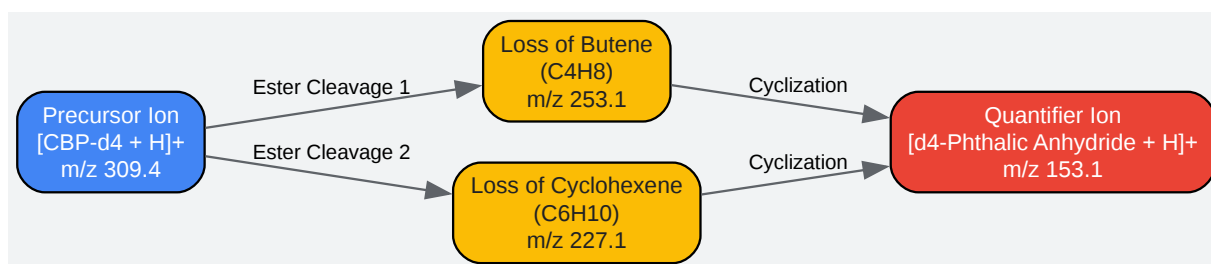 Precursor Ion
[CBP-d4 + H]+
m/z 309.4
Ester Cleavage 1
Ester Cleavage 2
Loss of Butene
(C4H8)
m/z 253.1
Loss of Cyclohexene
(C6H10)
m/z 227.1
Cyclization
Cyclization
Quantifier Ion
[d4-Phthalic Anhydride + H]+
m/z 153.1